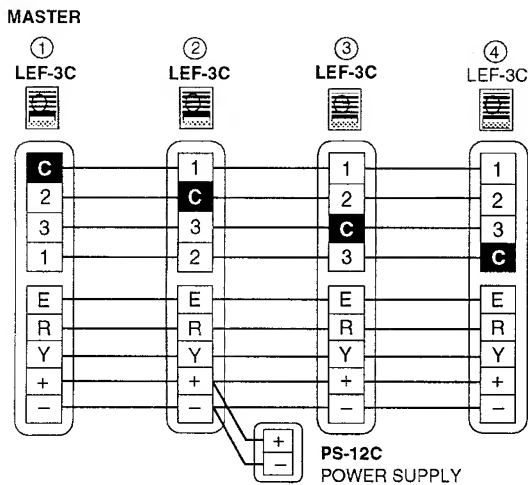 MASTER
1 2 3 4
LEF-3C LEF-3C LEF-3C LEF-3C
C 1 1 1
2 C 2 2
3 3 C 3
1 2 3 C
E E E E
R R R R
Y Y Y Y
+ + + +
− − − −
+ PS-12C
− POWER SUPPLY